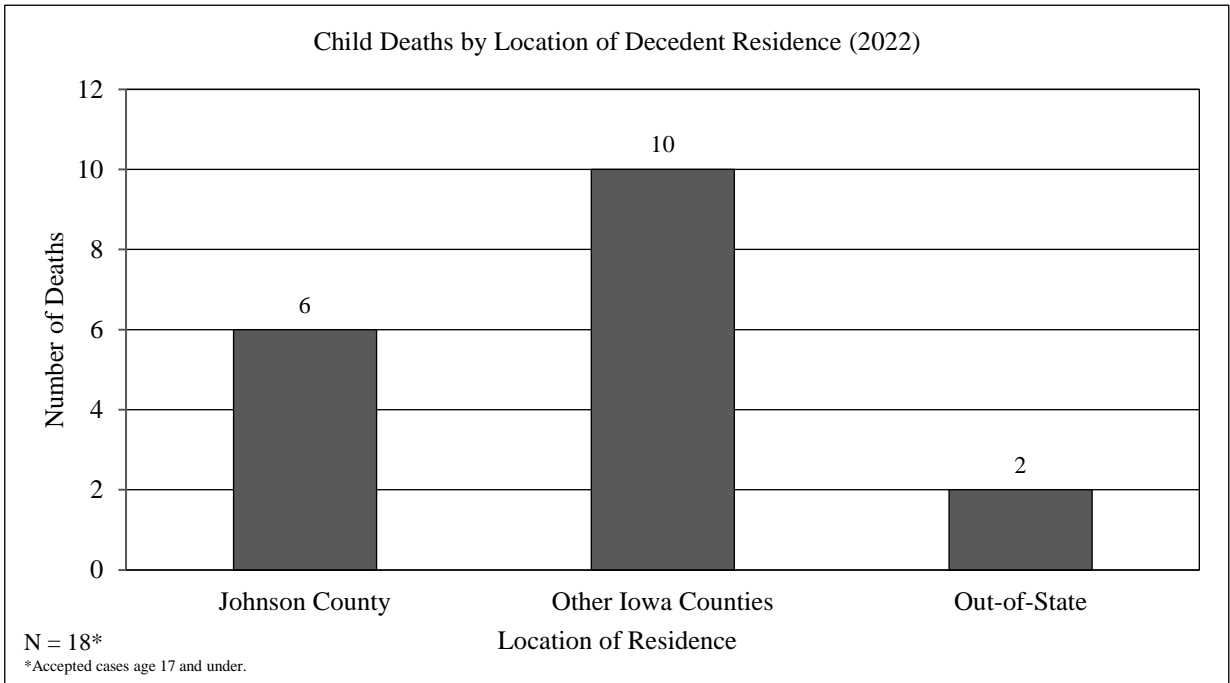 Child Deaths by Location of Decedent Residence (2022)
Number of Deaths
12
10
8
6
4
2
0
6
10
2
Johnson County
Other Iowa Counties
Out-of-State
Location of Residence
N = 18*
*Accepted cases age 17 and under.